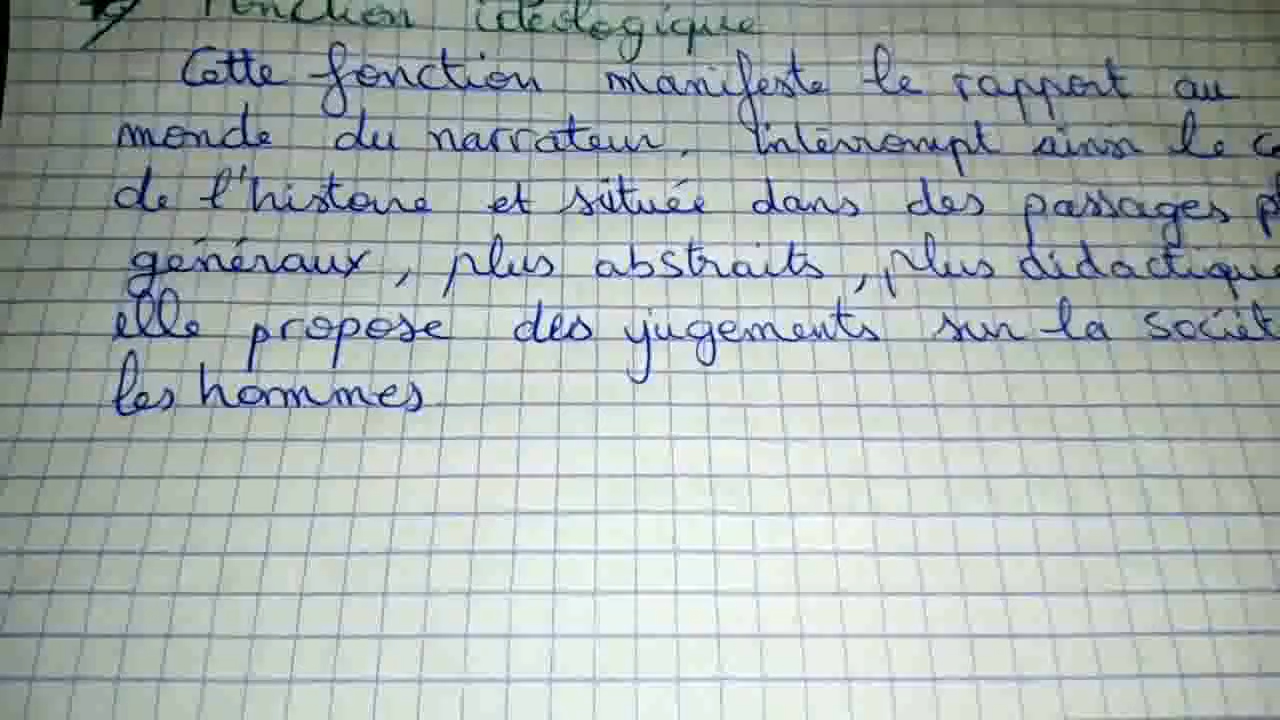 Fonction idéologique
Cette fonction manifeste le rapport au
monde du narrateur. Interrompt ainsi le
de l'histoire et située dans des passages
généraux, plus abstraits, plus didactique
elle propose des jugements sur la sociét
les hommes